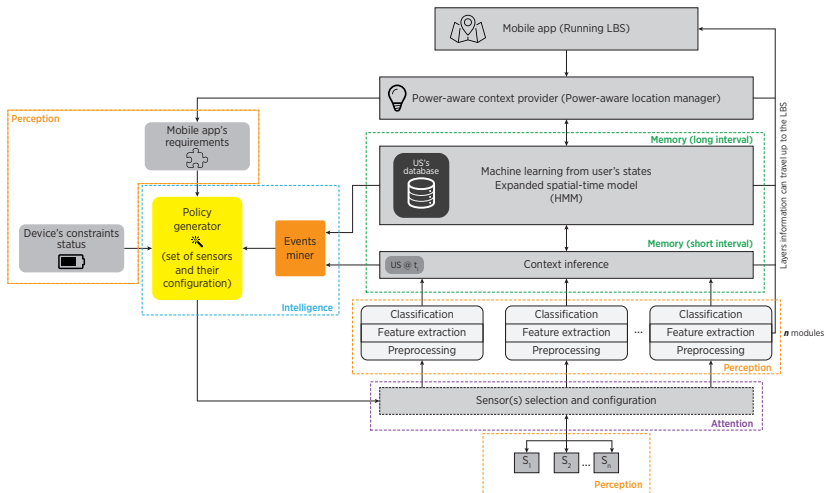 Mobile app (Running LBS)
Power-aware context provider (Power-aware location manager)
Perception
Mobile app's
requirements
Memory (long interval)
US's
database
Machine learning from user's states
Expanded spatial-time model
(HMM)
Layers information can travel up to the LBS
Policy
generator
(set of sensors
and their
configuration)
Device's constraints
status
Events
miner
Intelligence
Memory (short interval)
US @ ti
Context inference
Classification
Feature extraction
Preprocessing
Classification
Feature extraction
Preprocessing
...
Classification
Feature extraction
Preprocessing
n modules
Perception
Sensor(s) selection and configuration
Attention
S1
S2
...
Sn
Perception